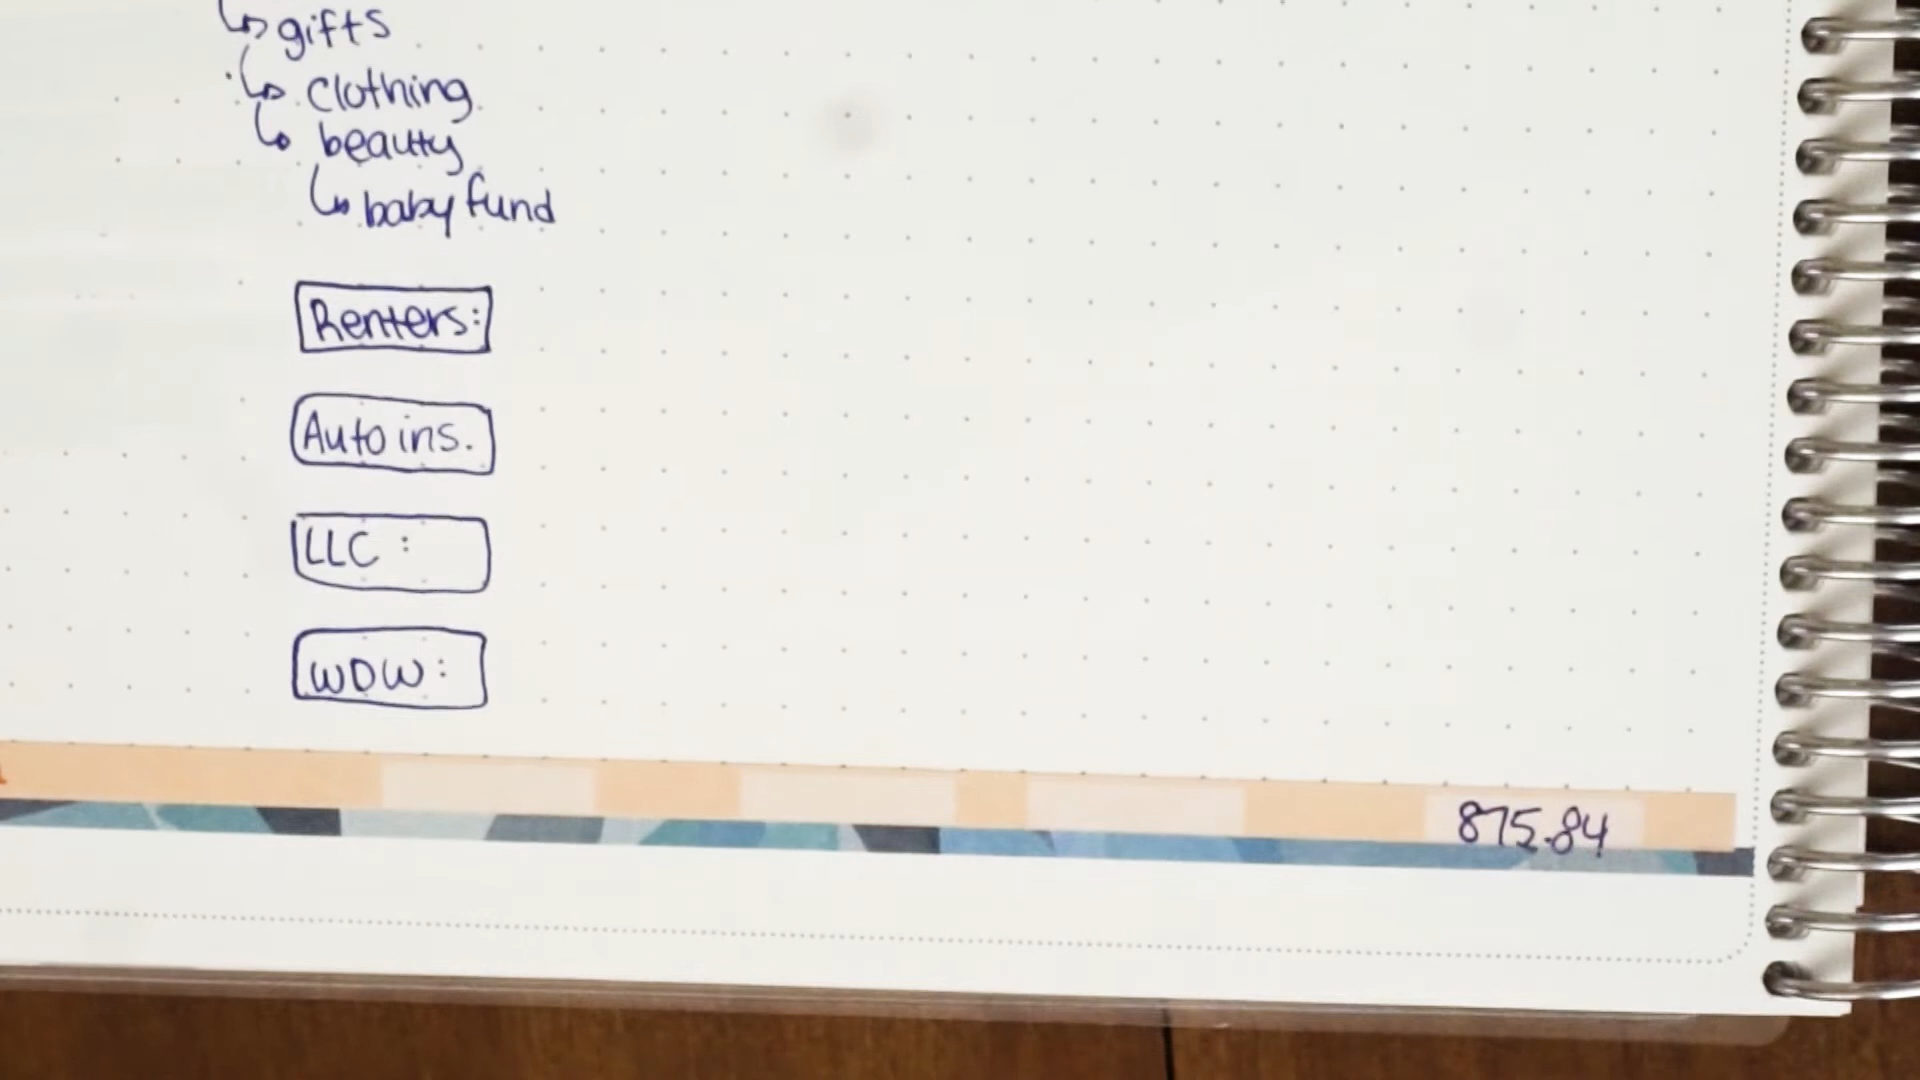 ↳ gifts
↳ clothing
↳ beauty
↳ baby fund
Renters:
Auto ins.
LLC :
WDW:
875.84